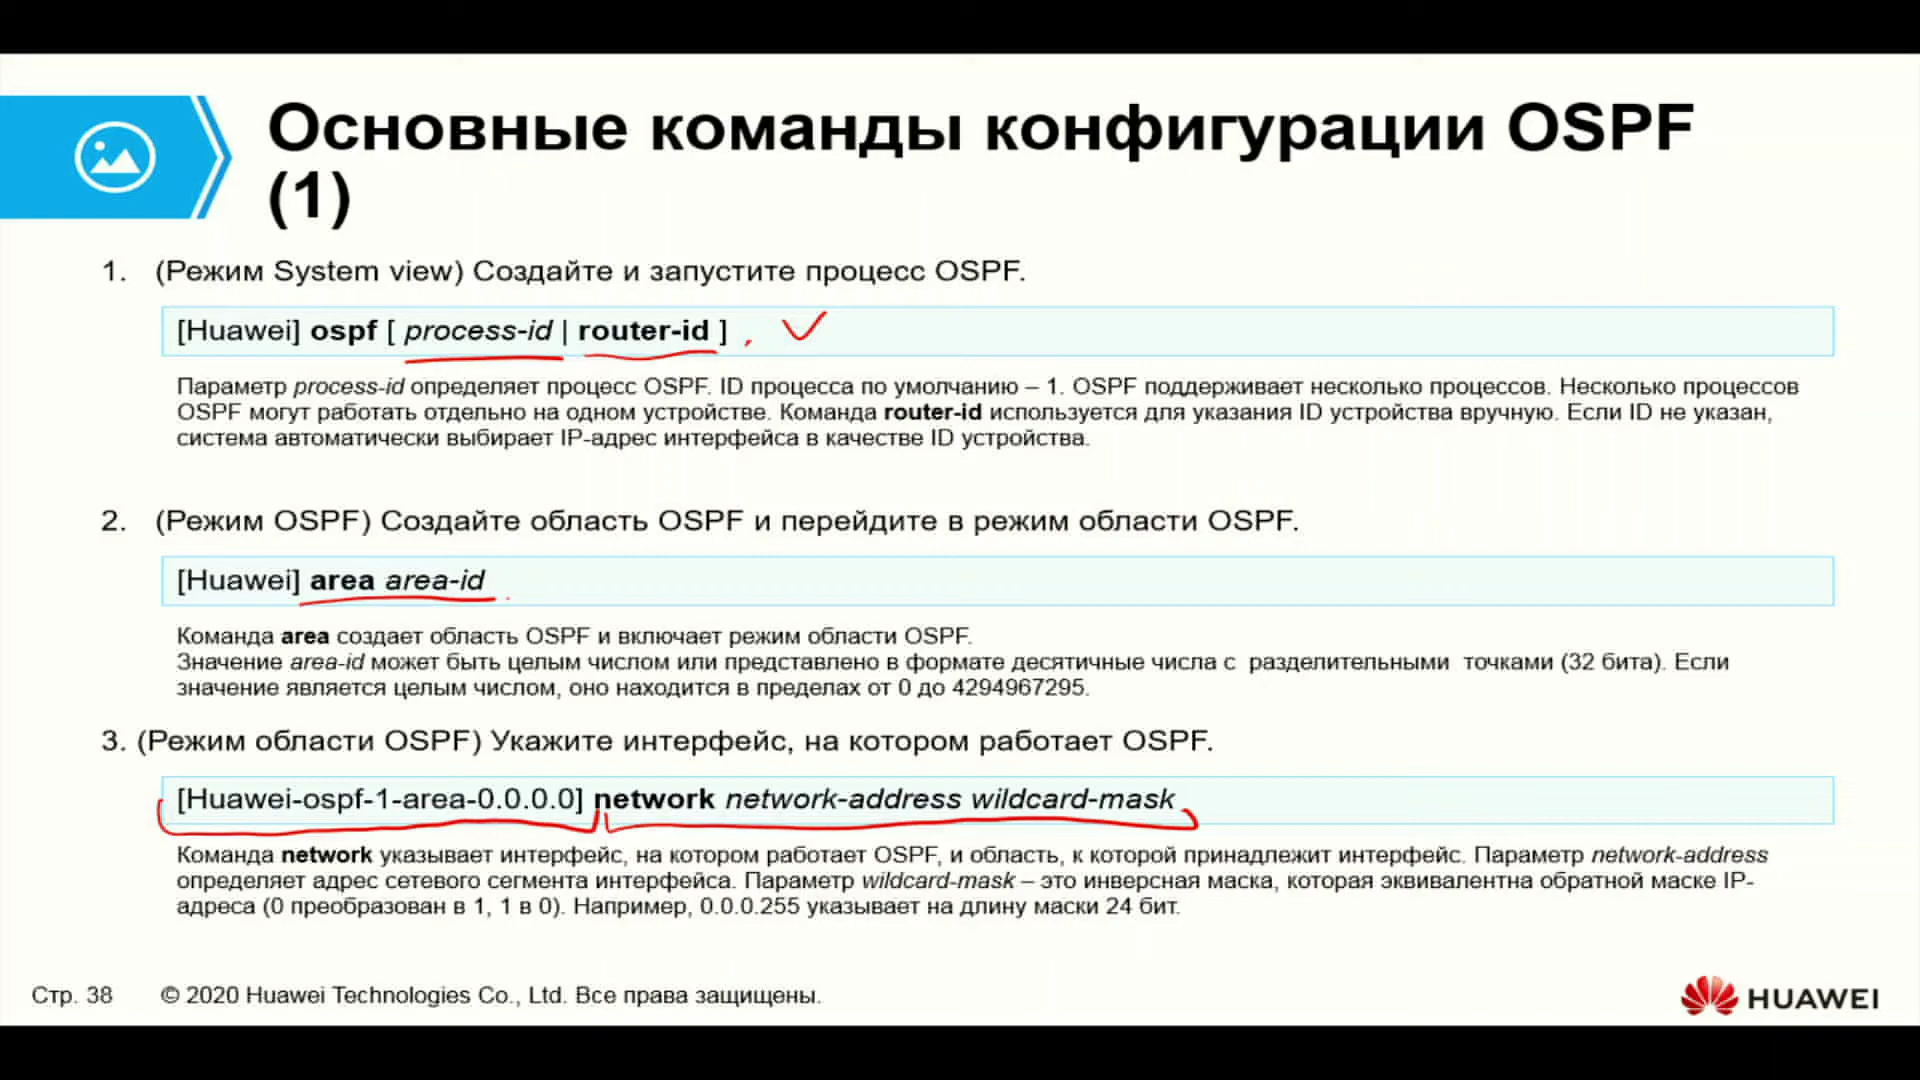 Основные команды конфигурации OSPF
(1)
1. (Режим System view) Создайте и запустите процесс OSPF.
[Huawei] ospf [ process-id | router-id ]
Параметр process-id определяет процесс OSPF. ID процесса по умолчанию – 1. OSPF поддерживает несколько процессов. Несколько процессов
OSPF могут работать отдельно на одном устройстве. Команда router-id используется для указания ID устройства вручную. Если ID не указан,
система автоматически выбирает IP-адрес интерфейса в качестве ID устройства.
2. (Режим OSPF) Создайте область OSPF и перейдите в режим области OSPF.
[Huawei] area area-id
Команда area создает область OSPF и включает режим области OSPF.
Значение area-id может быть целым числом или представлено в формате десятичные числа с разделительными точками (32 бита). Если
значение является целым числом, оно находится в пределах от 0 до 4294967295.
3. (Режим области OSPF) Укажите интерфейс, на котором работает OSPF.
[Huawei-ospf-1-area-0.0.0.0] network network-address wildcard-mask
Команда network указывает интерфейс, на котором работает OSPF, и область, к которой принадлежит интерфейс. Параметр network-address
определяет адрес сетевого сегмента интерфейса. Параметр wildcard-mask – это инверсная маска, которая эквивалентна обратной маске IP-
адреса (0 преобразован в 1, 1 в 0). Например, 0.0.0.255 указывает на длину маски 24 бит.
Стр. 38 © 2020 Huawei Technologies Co., Ltd. Все права защищены.
HUAWEI